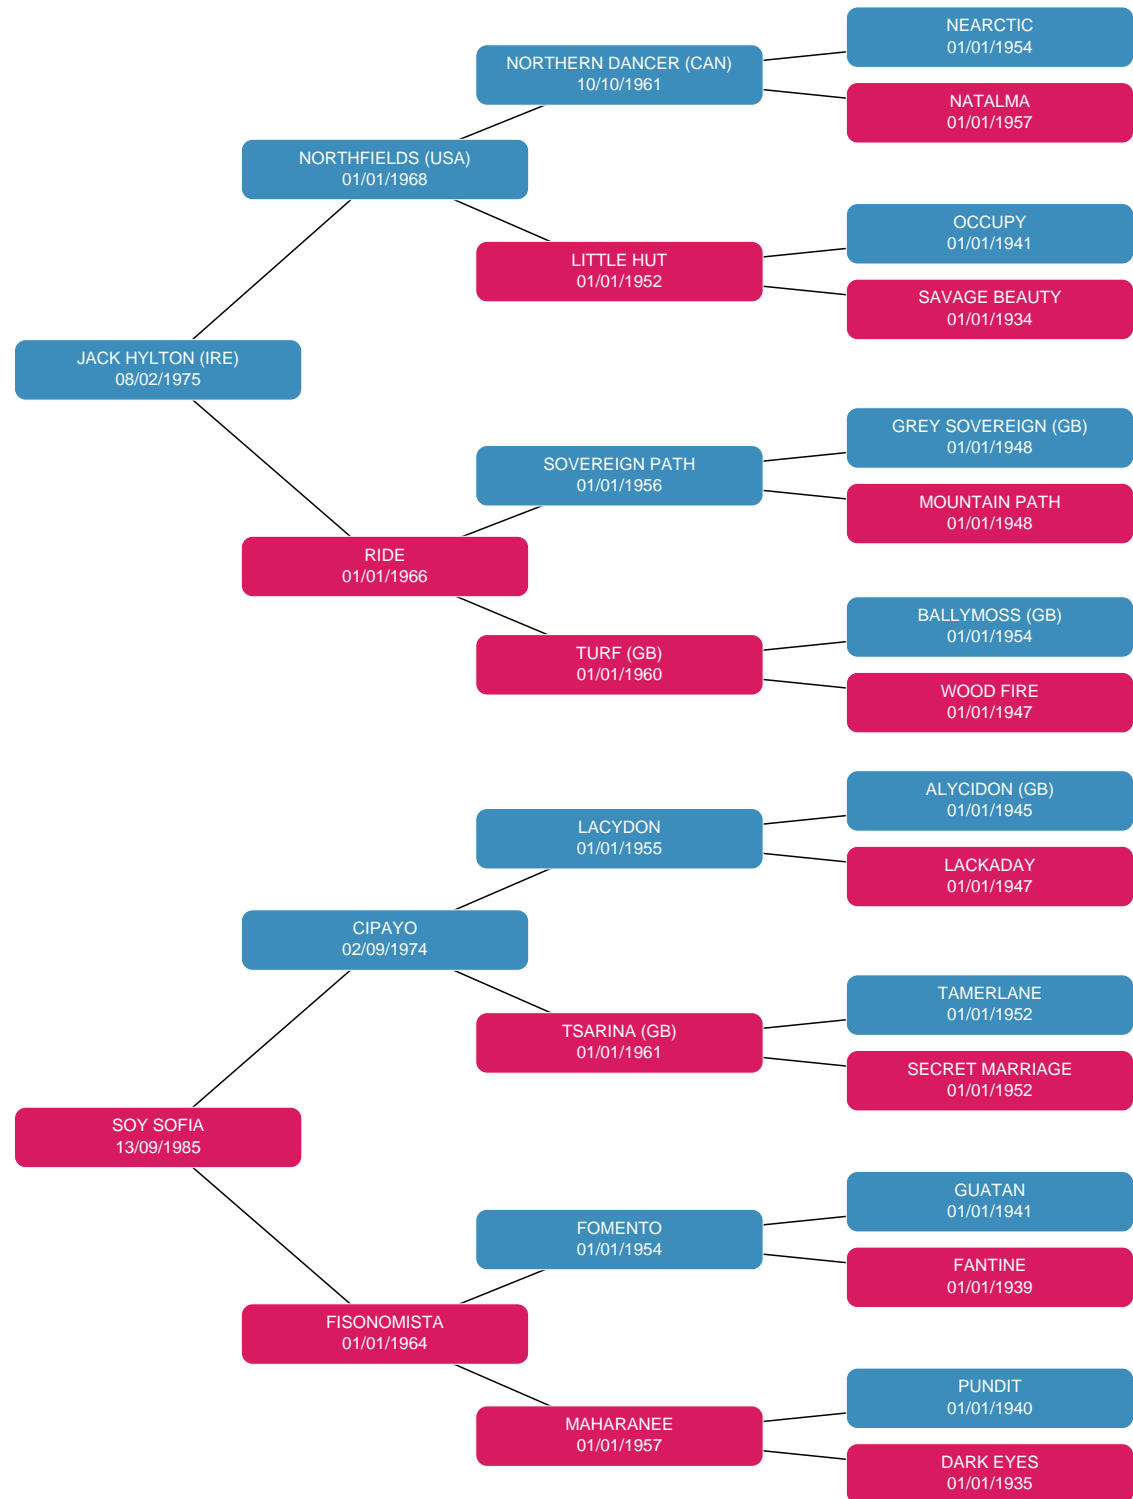 NEARCTIC
01/01/1954
NORTHERN DANCER (CAN)
10/10/1961
NATALMA
01/01/1957
NORTHFIELDS (USA)
01/01/1968
OCCUPY
01/01/1941
LITTLE HUT
01/01/1952
SAVAGE BEAUTY
01/01/1934
JACK HYLTON (IRE)
08/02/1975
GREY SOVEREIGN (GB)
01/01/1948
SOVEREIGN PATH
01/01/1956
MOUNTAIN PATH
01/01/1948
RIDE
01/01/1966
BALLYMOSS (GB)
01/01/1954
TURF (GB)
01/01/1960
WOOD FIRE
01/01/1947
ALYCIDON (GB)
01/01/1945
LACYDON
01/01/1955
LACKADAY
01/01/1947
CIPAYO
02/09/1974
TAMERLANE
01/01/1952
TSARINA (GB)
01/01/1961
SECRET MARRIAGE
01/01/1952
SOY SOFIA
13/09/1985
GUATAN
01/01/1941
FOMENTO
01/01/1954
FANTINE
01/01/1939
FISONOMISTA
01/01/1964
PUNDIT
01/01/1940
MAHARANEE
01/01/1957
DARK EYES
01/01/1935